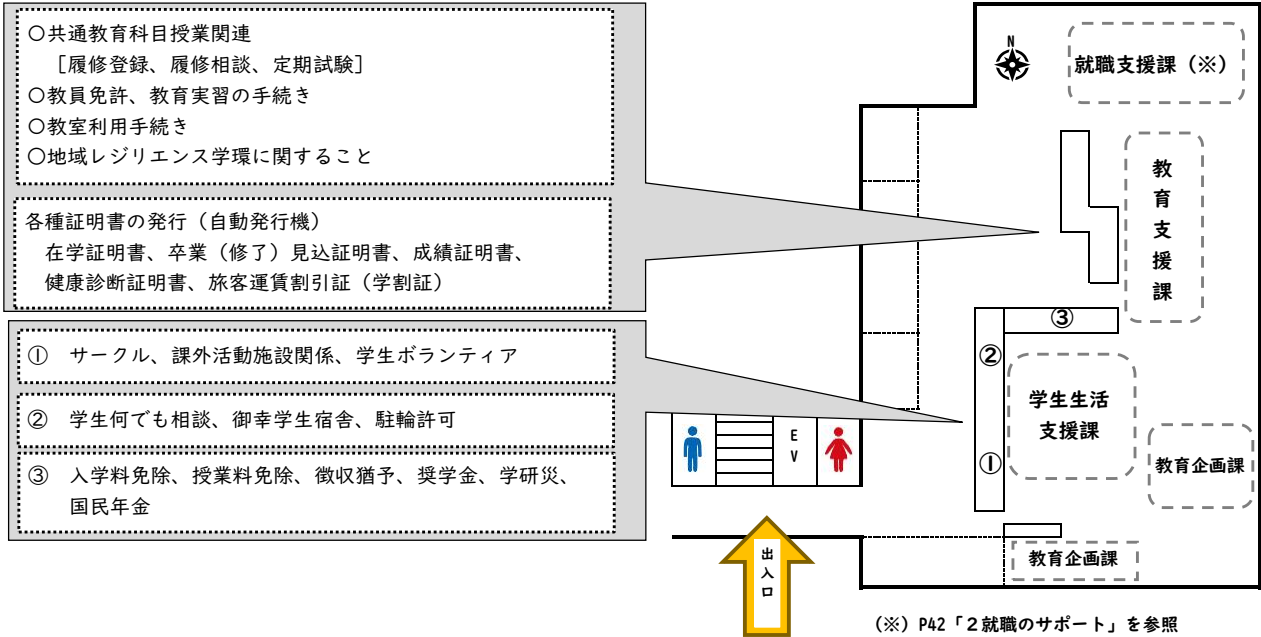 〇共通教育科目授業関連
［履修登録、履修相談、定期試験］
〇教員免許、教育実習の手続き
〇教室利用手続き
〇地域レジリエンス学環に関すること
各種証明書の発行（自動発行機）
在学証明書、卒業（修了）見込証明書、成績証明書、
健康診断証明書、旅客運賃割引証（学割証）
① サークル、課外活動施設関係、学生ボランティア
② 学生何でも相談、御幸学生宿舎、駐輪許可
③ 入学料免除、授業料免除、徴収猶予、奨学金、学研災、
国民年金
N
就職支援課（※）
教育支援課
③
②
①
学生生活
支援課
教育企画課
教育企画課
EV
出入口
（※）P42「２就職のサポート」を参照